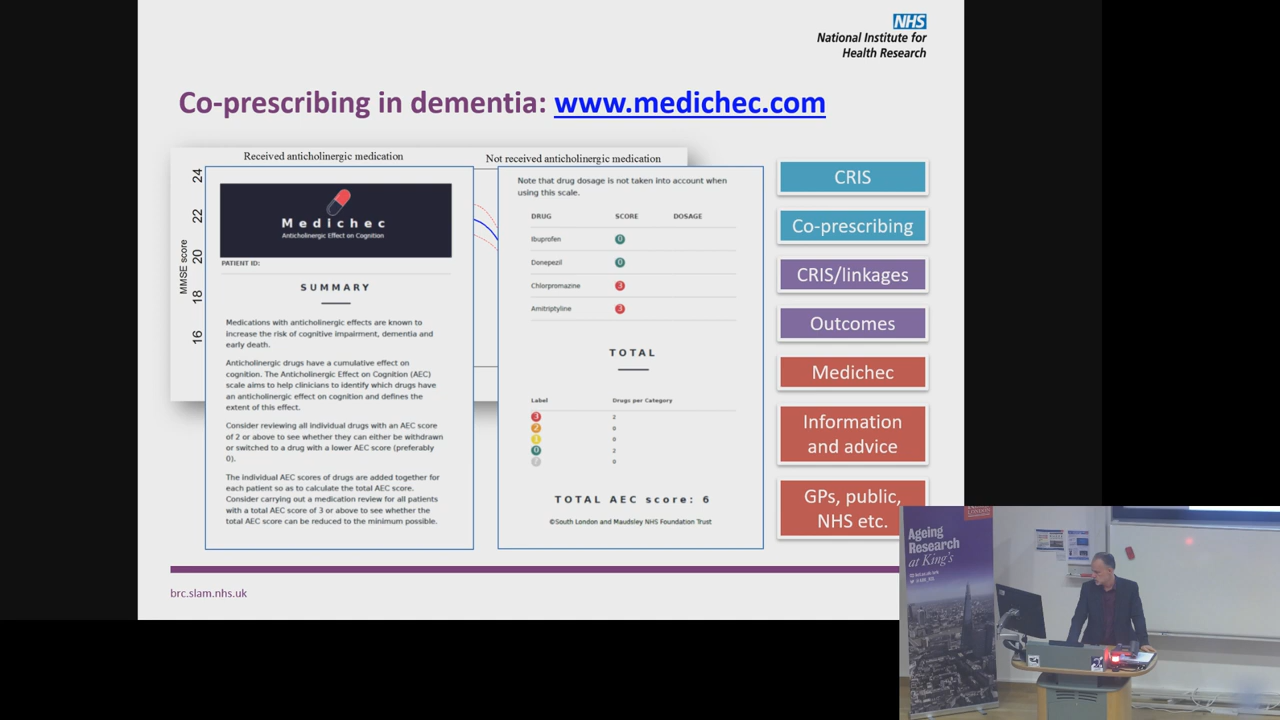 NHS
National Institute for
Health Research
Co-prescribing in dementia: www.medichec.com
Received anticholinergic medication
Not received anticholinergic medication
MMSE score
24
22
20
18
16
Medichec
Anticholinergic Effect on Cognition
PATIENT ID:
SUMMARY
Medications with anticholinergic effects are known to
increase the risk of cognitive impairment, dementia and
early death.
Anticholinergic drugs have a cumulative effect on
cognition. The Anticholinergic Effect on Cognition (AEC)
scale aims to help clinicians to identify which drugs have
an anticholinergic effect on cognition and defines the
extent of this effect.
Consider reviewing all individual drugs with an AEC score
of 2 or above to see whether they can either be withdrawn
or switched to a drug with a lower AEC score (preferably
0).
The individual AEC scores of drugs are added together for
each patient so as to calculate the total AEC score.
Consider carrying out a medication review for all patients
with a total AEC score of 3 or above to see whether the
total AEC score can be reduced to the minimum possible.
Note that drug dosage is not taken into account when
using this scale.
DRUG SCORE DOSAGE
Ibuprofen 0
Donepezil 0
Chlorpromazine 3
Amitriptyline 3
TOTAL
Label Drugs per Category
3 2
2 0
1 0
0 2
? 0
TOTAL AEC score: 6
©South London and Maudsley NHS Foundation Trust
CRIS
Co-prescribing
CRIS/linkages
Outcomes
Medichec
Information
and advice
GPs, public,
NHS etc.
brc.slam.nhs.uk
Ageing
Research
at King's